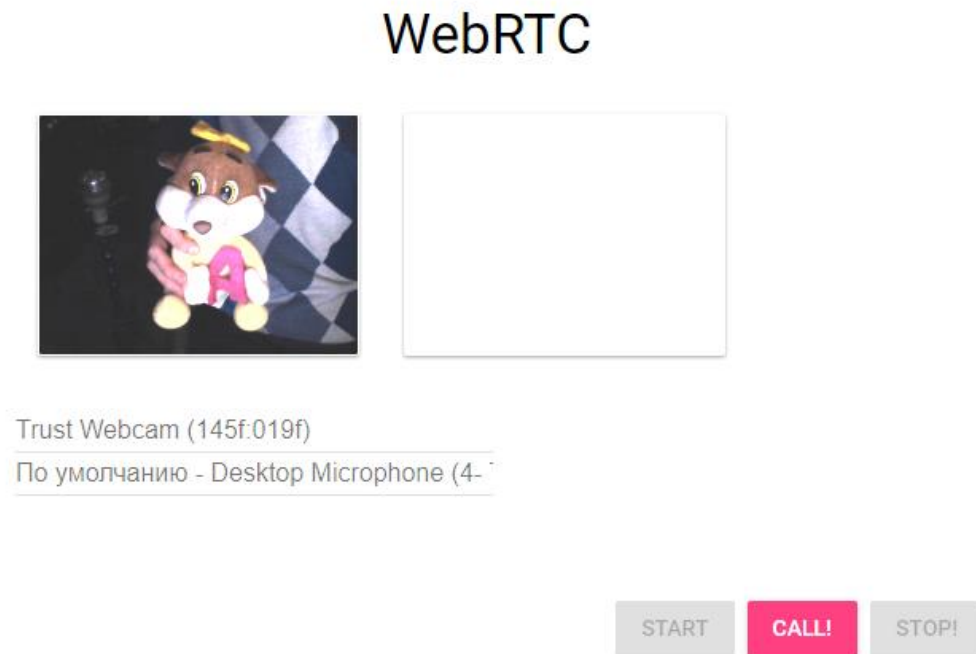 WebRTC
A
Trust Webcam (145f:019f)
По умолчанию - Desktop Microphone (4-
START CALL! STOP!